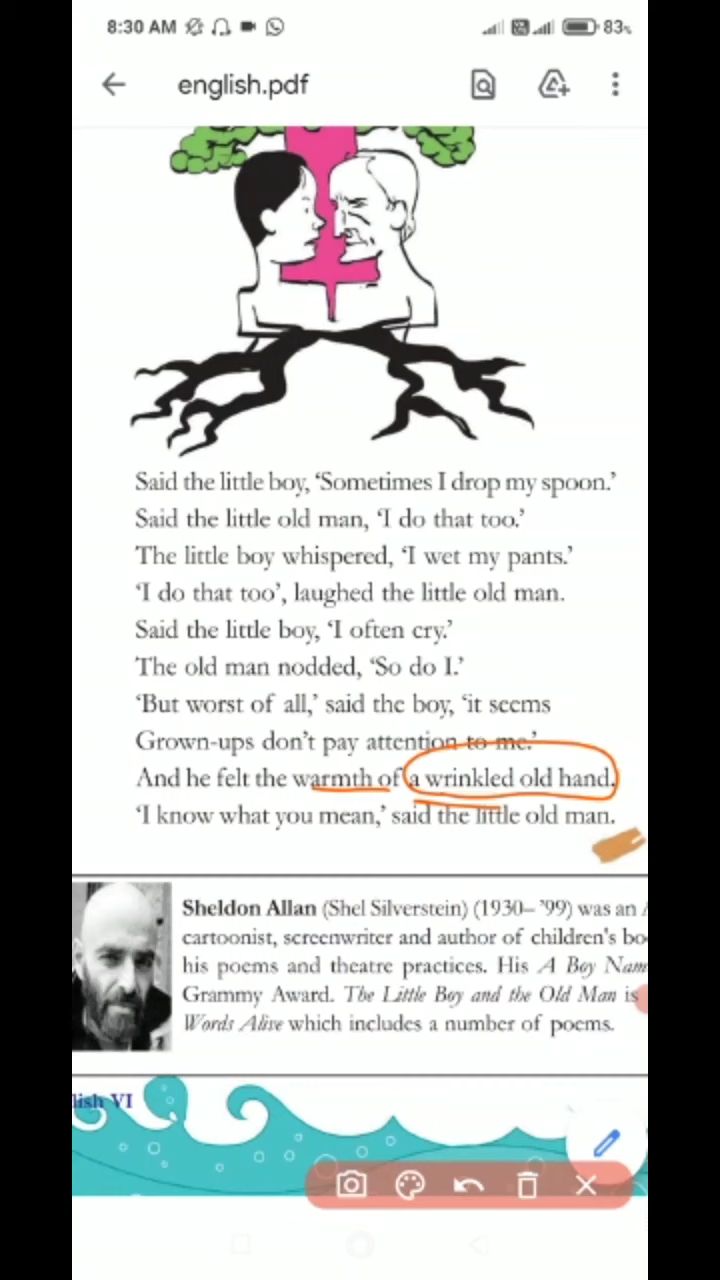 8:30 AM
83%
english.pdf
Said the little boy, ‘Sometimes I drop my spoon.’
Said the little old man, ‘I do that too.’
The little boy whispered, ‘I wet my pants.’
‘I do that too’, laughed the little old man.
Said the little boy, ‘I often cry.’
The old man nodded, ‘So do I.’
‘But worst of all,’ said the boy, ‘it seems
Grown-ups don’t pay attention to me.’
And he felt the warmth of a wrinkled old hand.
‘I know what you mean,’ said the little old man.
Sheldon Allan (Shel Silverstein) (1930– ’99) was an
cartoonist, screenwriter and author of children's bo
his poems and theatre practices. His A Boy Nam
Grammy Award. The Little Boy and the Old Man is
Words Alive which includes a number of poems.
lish VI